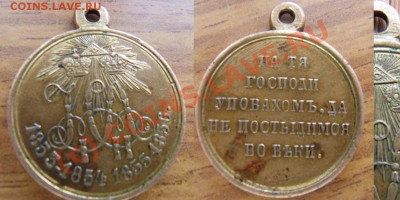 COINS.LAVE.RU
1853-1854-1855-1856.
НА ТЯ
ГОСПОДИ
УПОВАХОМЪ, ДА
НЕ ПОСТЫДИМСЯ
ВО ВѢКИ.